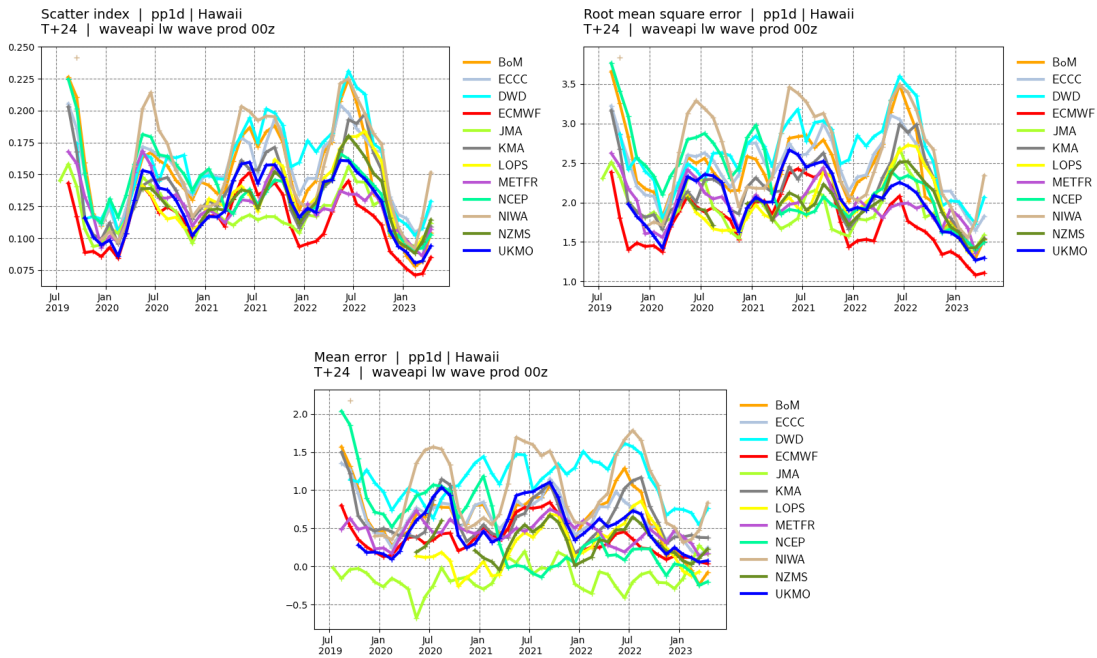 Scatter index | pp1d | Hawaii
T+24 | waveapi lw wave prod 00z
0.250
0.225
0.200
0.175
0.150
0.125
0.100
0.075
Jul
2019
Jan
2020
Jul
2020
Jan
2021
Jul
2021
Jan
2022
Jul
2022
Jan
2023
BoM
ECCC
DWD
ECMWF
JMA
KMA
LOPS
METFR
NCEP
NIWA
NZMS
UKMO
Root mean square error | pp1d | Hawaii
T+24 | waveapi lw wave prod 00z
3.5
3.0
2.5
2.0
1.5
1.0
Jul
2019
Jan
2020
Jul
2020
Jan
2021
Jul
2021
Jan
2022
Jul
2022
Jan
2023
BoM
ECCC
DWD
ECMWF
JMA
KMA
LOPS
METFR
NCEP
NIWA
NZMS
UKMO
Mean error | pp1d | Hawaii
T+24 | waveapi lw wave prod 00z
2.0
1.5
1.0
0.5
0.0
−0.5
Jul
2019
Jan
2020
Jul
2020
Jan
2021
Jul
2021
Jan
2022
Jul
2022
Jan
2023
BoM
ECCC
DWD
ECMWF
JMA
KMA
LOPS
METFR
NCEP
NIWA
NZMS
UKMO